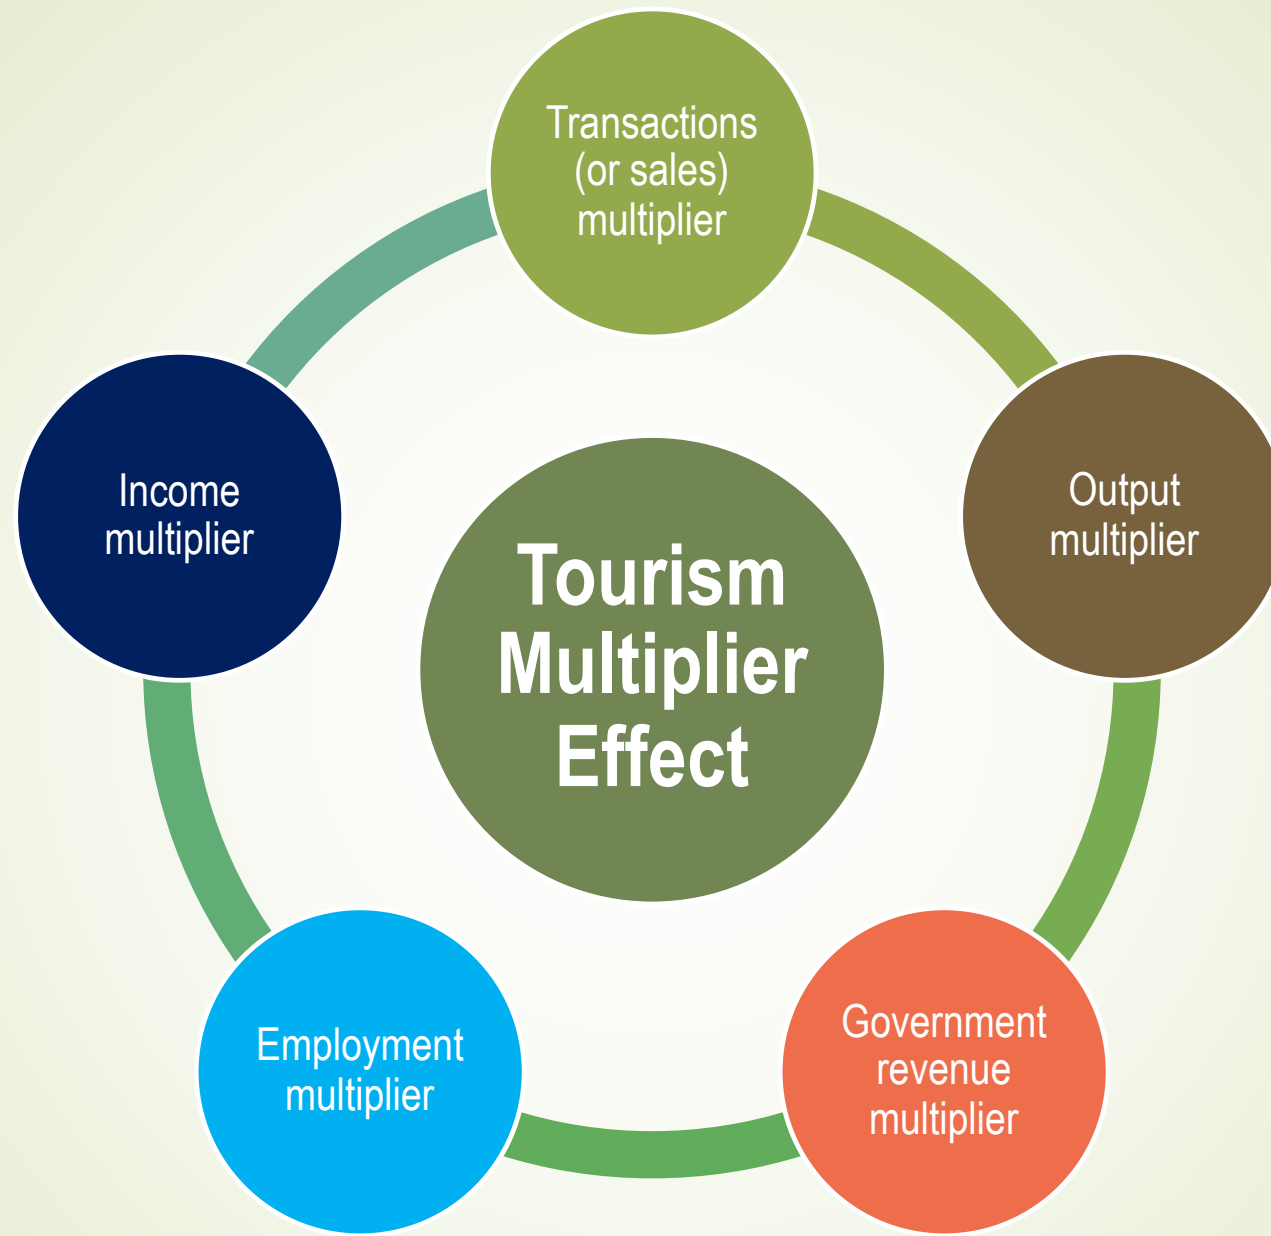 Transactions
(or sales)
multiplier
Output
multiplier
Government
revenue
multiplier
Employment
multiplier
Income
multiplier
Tourism
Multiplier
Effect